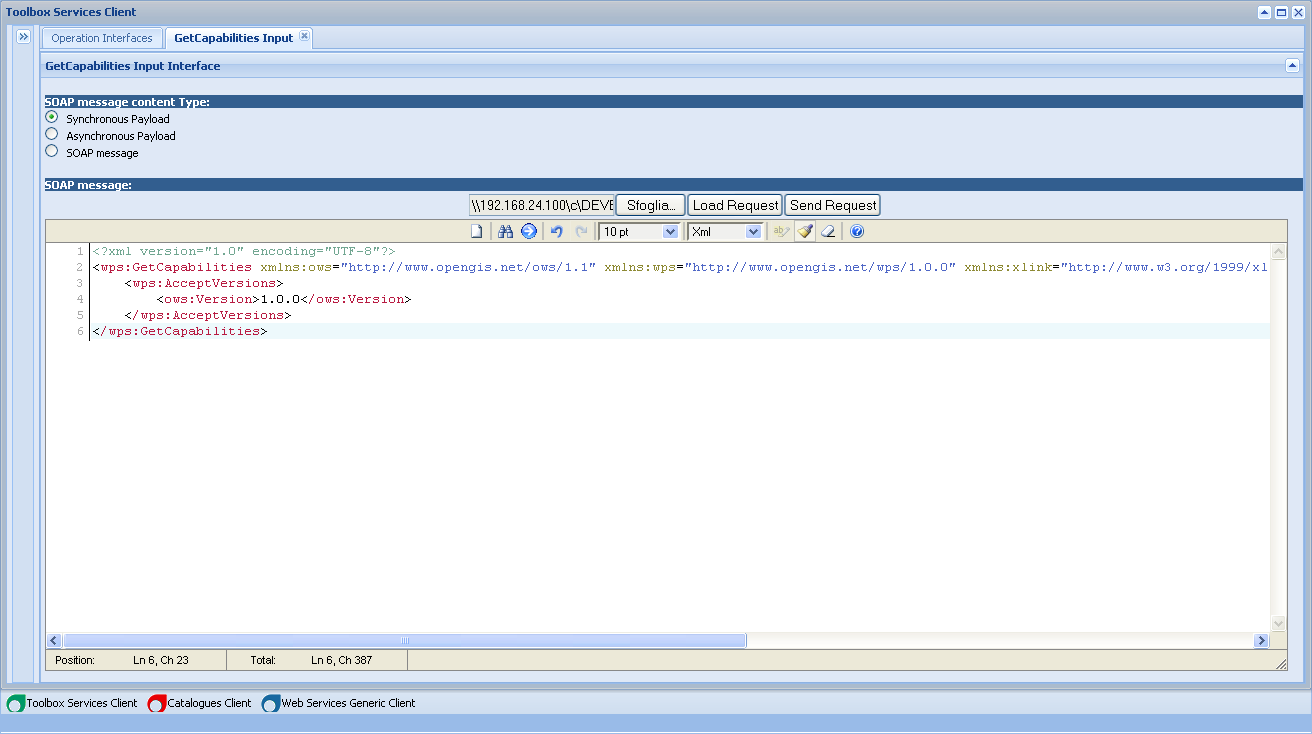 Toolbox Services Client
Operation Interfaces GetCapabilities Input
GetCapabilities Input Interface
SOAP message content Type:
Synchronous Payload
Asynchronous Payload
SOAP message
SOAP message:
\\192.168.24.100\c\DEVE Sfoglia... Load Request Send Request
10 pt Xml
1 <?xml version="1.0" encoding="UTF-8"?>
2 <wps:GetCapabilities xmlns:ows="http://www.opengis.net/ows/1.1" xmlns:wps="http://www.opengis.net/wps/1.0.0" xmlns:xlink="http://www.w3.org/1999/xl
3 <wps:AcceptVersions>
4 <ows:Version>1.0.0</ows:Version>
5 </wps:AcceptVersions>
6 </wps:GetCapabilities>
Position: Ln 6, Ch 23 Total: Ln 6, Ch 387
Toolbox Services Client Catalogues Client Web Services Generic Client